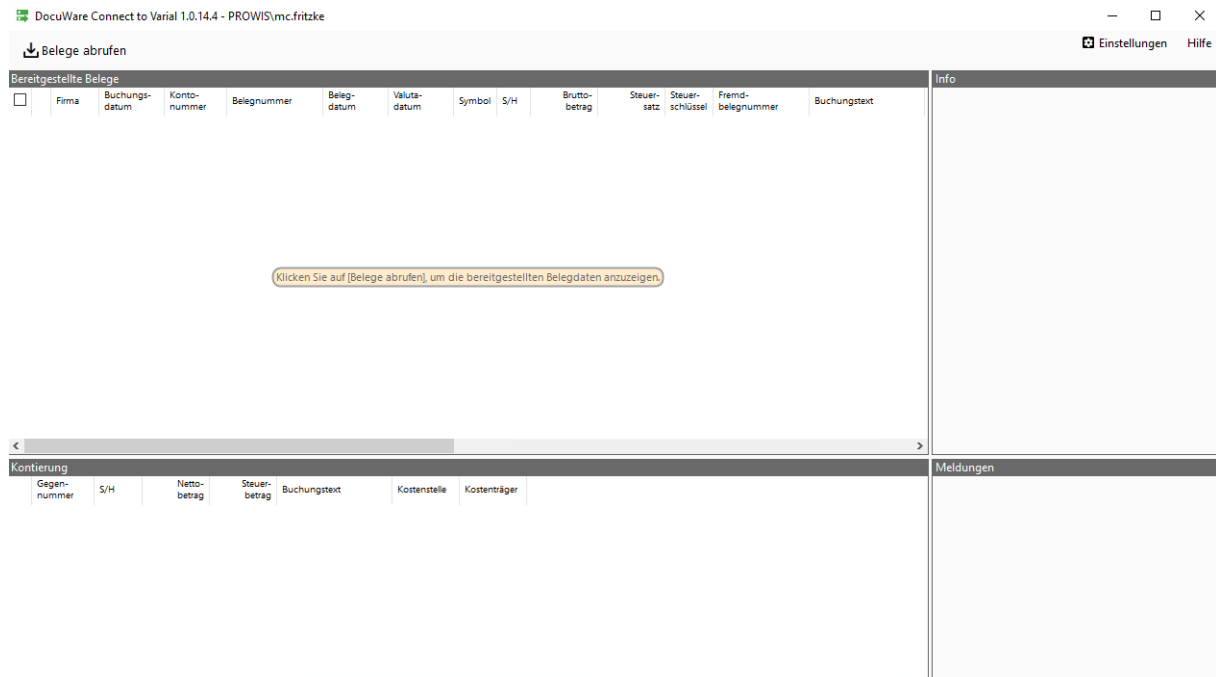 DocuWare Connect to Varial 1.0.14.4 - PROWIS\mc.fritzke
Belege abrufen
Einstellungen Hilfe
Bereitgestellte Belege
Firma
Buchungs-
datum
Konto-
nummer
Belegnummer
Beleg-
datum
Valuta-
datum
Symbol
S/H
Brutto-
betrag
Steuer-
satz
Steuer-
schlüssel
Fremd-
belegnummer
Buchungstext
Klicken Sie auf [Belege abrufen], um die bereitgestellten Belegdaten anzuzeigen.
Info
Kontierung
Gegen-
nummer
S/H
Netto-
betrag
Steuer-
betrag
Buchungstext
Kostenstelle
Kostenträger
Meldungen